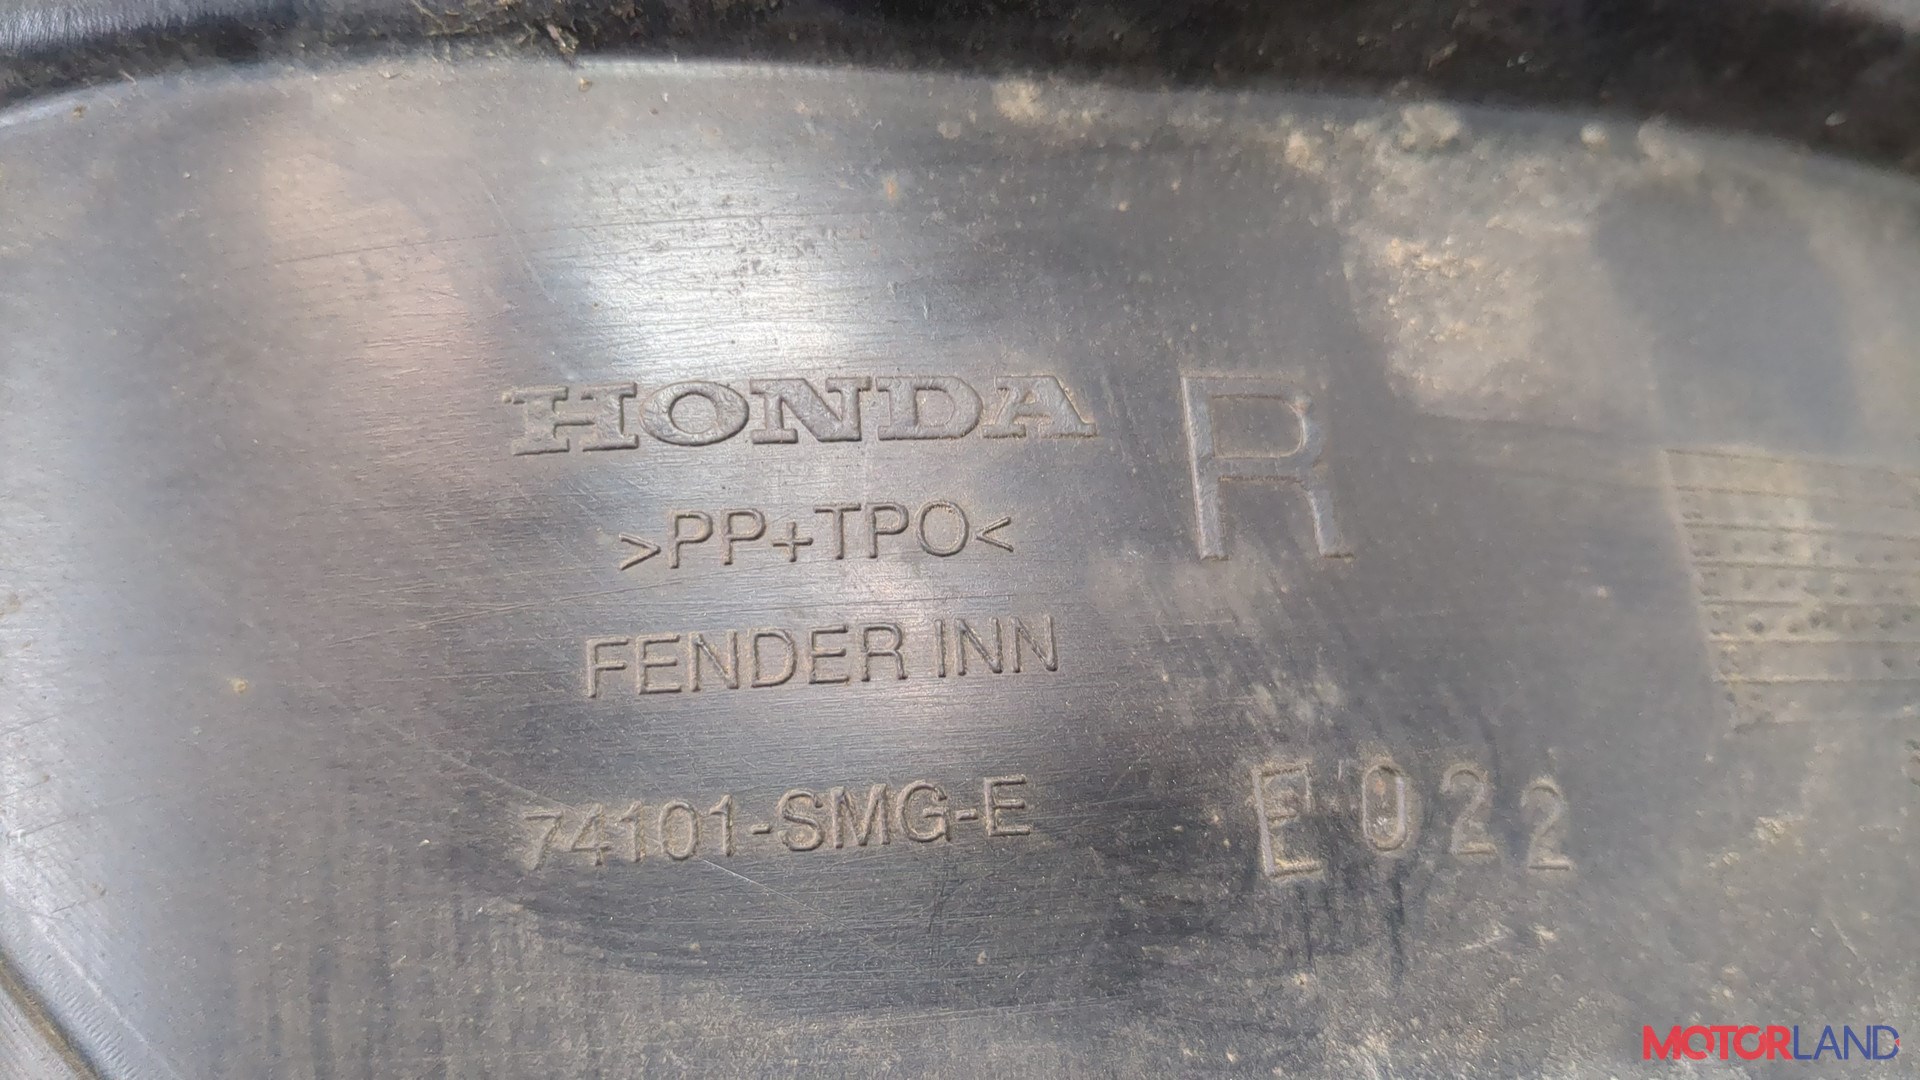 HONDA R
>PP+TPO<
FENDER INN
74101-SMG-E
E022
MOTORLAND